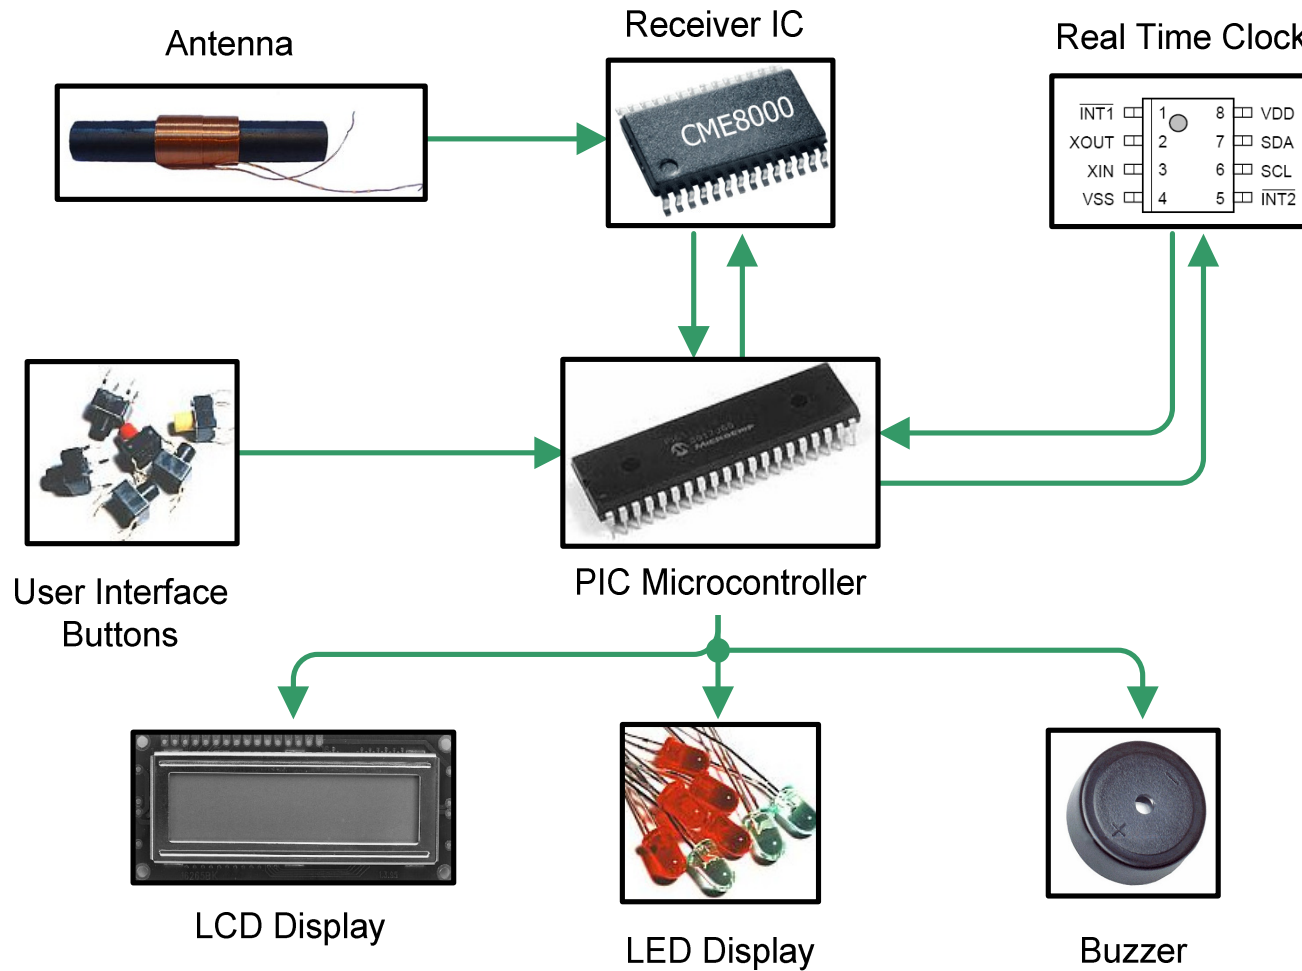 Antenna
Receiver IC
Real Time Clock
CME8000
INT1 1 8 VDD
XOUT 2 7 SDA
XIN 3 6 SCL
VSS 4 5 INT2
MICROCHIP
User Interface
Buttons
PIC Microcontroller
LCD Display
LED Display
Buzzer